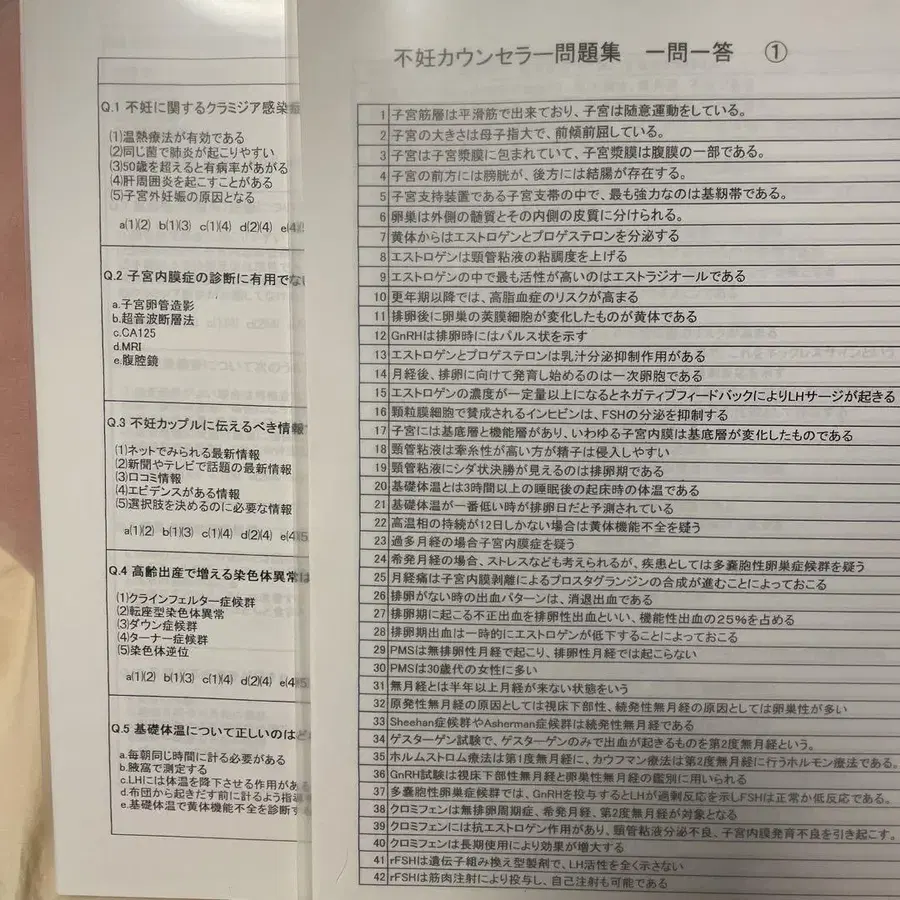 Q.1 不妊に関するクラミジア感染症
(1)温熱療法が有効である
(2)同じ菌で肺炎が起こりやすい
(3)50歳を超えると有病率があがる
(4)肝周囲炎を起こすことがある
(5)子宮外妊娠の原因となる
a(1)(2) b(1)(3) c(1)(4) d(2)(4) e(4)(5
Q.2 子宮内膜症の診断に有用でない
a.子宮卵管造影
b.超音波断層法
c.CA125
d.MRI
e.腹腔鏡
Q.3 不妊カップルに伝えるべき情報
(1)ネットでみられる最新情報
(2)新聞やテレビで話題の最新情報
(3)口コミ情報
(4)エビデンスがある情報
(5)選択肢を決めるのに必要な情報
a(1)(2) b(1)(3) c(1)(4) d(2)(4) e(4)(5
Q.4 高齢出産で増える染色体異常は
(1)クラインフェルター症候群
(2)転座型染色体異常
(3)ダウン症候群
(4)ターナー症候群
(5)染色体逆位
a(1)(2) b(1)(3) c(1)(4) d(2)(4) e(4)(5
Q.5 基礎体温について正しいのはど
a.毎朝同じ時間に計る必要がある
b.腋窩で測定する
c.LHには体温を降下させる作用がある
d.布団から起きだす前に計るよう指導
e.基礎体温で黄体機能不全を診断す
不妊カウンセラー問題集 一問一答 ①
1 子宮筋層は平滑筋で出来ており、子宮は随意運動をしている。
2 子宮の大きさは母子指大で、前傾前屈している。
3 子宮は子宮漿膜に包まれていて、子宮漿膜は腹膜の一部である。
4 子宮の前方には膀胱が、後方には結腸が存在する。
5 子宮支持装置である子宮支帯の中で、最も強力なのは基靭帯である。
6 卵巣は外側の髄質とその内側の皮質に分けられる。
7 黄体からはエストロゲンとプロゲステロンを分泌する
8 エストロゲンは頸管粘液の粘調度を上げる
9 エストロゲンの中で最も活性が高いのはエストラジオールである
10 更年期以降では、高脂血症のリスクが高まる
11 排卵後に卵巣の莢膜細胞が変化したものが黄体である
12 GnRHは排卵時にはパルス状を示す
13 エストロゲンとプロゲステロンは乳汁分泌抑制作用がある
14 月経後、排卵に向けて発育し始めるのは一次卵胞である
15 エストロゲンの濃度が一定量以上になるとネガティブフィードバックによりLHサージが起きる
16 顆粒膜細胞で賛成されるインヒビンは、FSHの分泌を抑制する
17 子宮には基底層と機能層があり、いわゆる子宮内膜は基底層が変化したものである
18 頸管粘液は牽糸性が高い方が精子は侵入しやすい
19 頸管粘液にシダ状決勝が見えるのは排卵期である
20 基礎体温とは3時間以上の睡眠後の起床時の体温である
21 基礎体温が一番低い時が排卵日だと予測されている
22 高温相の持続が12日しかない場合は黄体機能不全を疑う
23 過多月経の場合子宮内膜症を疑う
24 希発月経の場合、ストレスなども考えられるが、疾患としては多嚢胞性卵巣症候群を疑う
25 月経痛は子宮内膜剥離によるプロスタグランジンの合成が進むことによっておこる
26 排卵がない時の出血パターンは、消退出血である
27 排卵期に起こる不正出血を排卵性出血といい、機能性出血の25%を占める
28 排卵期出血は一時的にエストロゲンが低下することによっておこる
29 PMSは無排卵性月経で起こり、排卵性月経では起こらない
30 PMSは30歳代の女性に多い
31 無月経とは半年以上月経が来ない状態をいう
32 原発性無月経の原因としては視床下部性、続発性無月経の原因としては卵巣性が多い
33 Sheehan症候群やAsherman症候群は続発性無月経である
34 ゲスターゲン試験で、ゲスターゲンのみで出血が起きるものを第2度無月経という。
35 ホルムストロム療法は第1度無月経に、カウフマン療法は第2度無月経に行うホルモン療法である。
36 GnRH試験は視床下部性無月経と卵巣性無月経の鑑別に用いられる
37 多嚢胞性卵巣症候群では、GnRHを投与するとLHが過剰反応を示しFSHは正常か低反応である。
38 クロミフェンは無排卵周期症、希発月経、第2度無月経が対象となる
39 クロミフェンには抗エストロゲン作用があり、頸管粘液分泌不良、子宮内膜発育不良を引き起こす。
40 クロミフェンは長期使用により効果が増大する
41 rFSHは遺伝子組み換え型製剤で、LH活性を全く示さない
42 rFSHは筋肉注射により投与し、自己注射も可能である